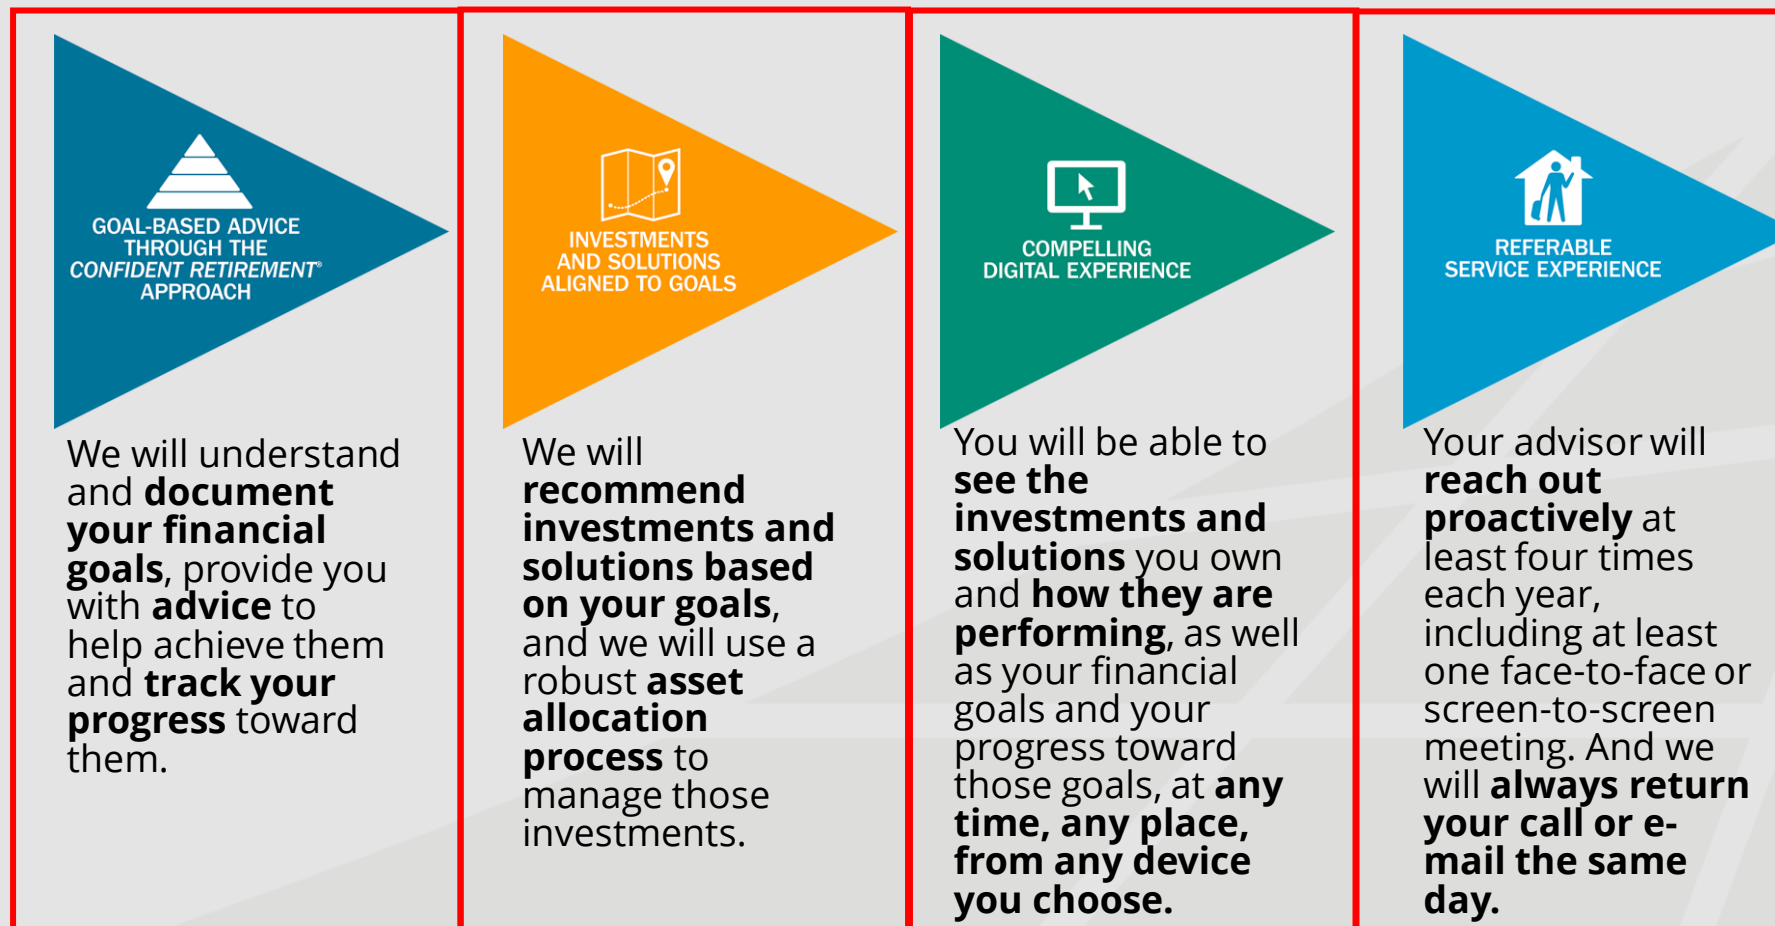 GOAL-BASED ADVICE
THROUGH THE
CONFIDENT RETIREMENT®
APPROACH
We will understand
and document
your financial
goals, provide you
with advice to
help achieve them
and track your
progress toward
them.
INVESTMENTS
AND SOLUTIONS
ALIGNED TO GOALS
We will
recommend
investments and
solutions based
on your goals,
and we will use a
robust asset
allocation
process to
manage those
investments.
COMPELLING
DIGITAL EXPERIENCE
You will be able to
see the
investments and
solutions you own
and how they are
performing, as well
as your financial
goals and your
progress toward
those goals, at any
time, any place,
from any device
you choose.
REFERABLE
SERVICE EXPERIENCE
Your advisor will
reach out
proactively at
least four times
each year,
including at least
one face-to-face or
screen-to-screen
meeting. And we
will always return
your call or e-
mail the same
day.